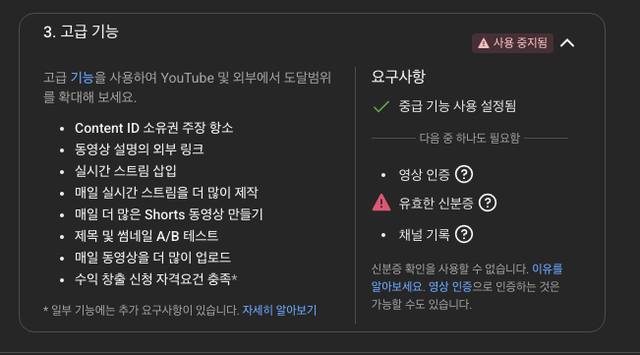 3. 고급 기능
사용 중지됨
고급 기능을 사용하여 YouTube 및 외부에서 도달범위
를 확대해 보세요.
• Content ID 소유권 주장 항소
• 동영상 설명의 외부 링크
• 실시간 스트림 삽입
• 매일 실시간 스트림을 더 많이 제작
• 매일 더 많은 Shorts 동영상 만들기
• 제목 및 썸네일 A/B 테스트
• 매일 동영상을 더 많이 업로드
• 수익 창출 신청 자격요건 충족*
* 일부 기능에는 추가 요구사항이 있습니다. 자세히 알아보기
요구사항
중급 기능 사용 설정됨
다음 중 하나도 필요함
• 영상 인증
유효한 신분증
• 채널 기록
신분증 확인을 사용할 수 없습니다. 이유를
알아보세요. 영상 인증으로 인증하는 것은
가능할 수도 있습니다.